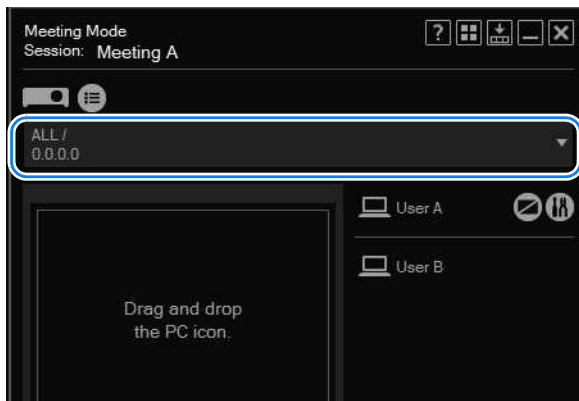 Meeting Mode
Session: Meeting A
?
ALL /
0.0.0.0
User A
User B
Drag and drop
the PC icon.